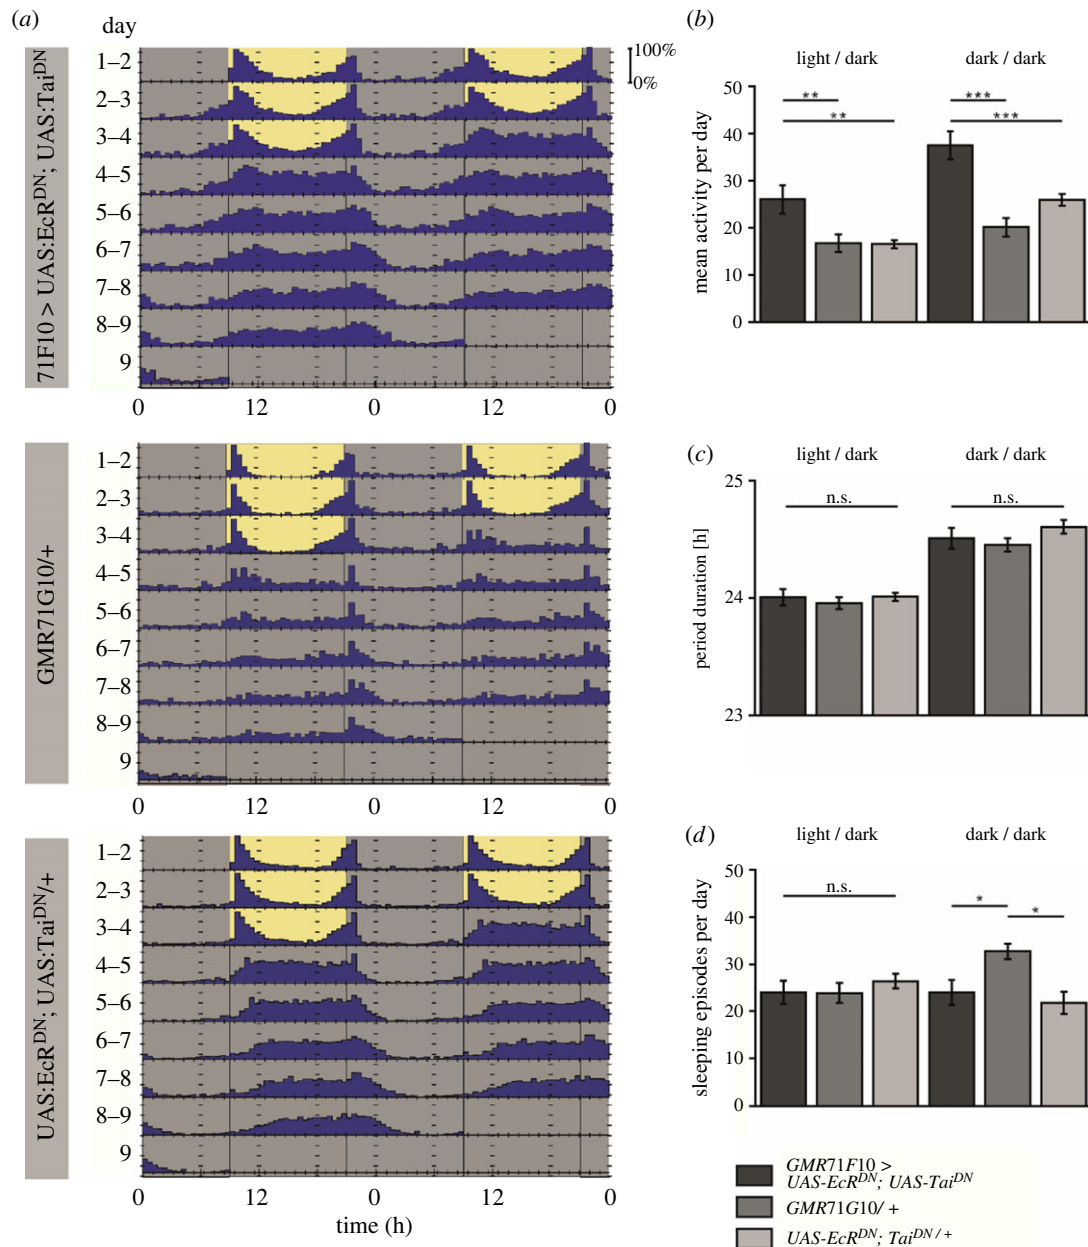 (a)
day
71F10 > UAS:EcR^DN; UAS:Tai^DN
1–2
2–3
3–4
4–5
5–6
6–7
7–8
8–9
9
100%
0%
0 12 0 12 0
GMR71G10/+
1–2
2–3
3–4
4–5
5–6
6–7
7–8
8–9
9
0 12 0 12 0
UAS:EcR^DN; UAS:Tai^DN/+
1–2
2–3
3–4
4–5
5–6
6–7
7–8
8–9
9
0 12 0 12 0
time (h)
(b)
light / dark dark / dark
mean activity per day
50
40
30
20
10
0
** ***
** ***
(c)
light / dark dark / dark
period duration [h]
25
24
23
n.s. n.s.
(d)
light / dark dark / dark
sleeping episodes per day
50
40
30
20
10
0
n.s. * *
GMR71F10 >
UAS-EcR^DN; UAS-Tai^DN
GMR71G10/ +
UAS-EcR^DN; Tai^DN / +